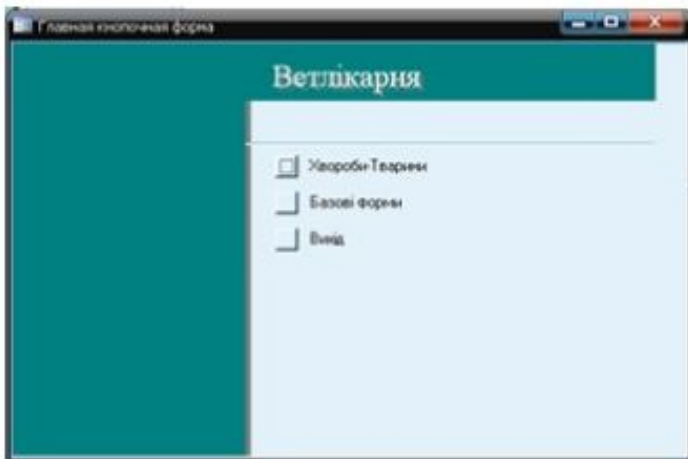 Главная кнопочная форма
Ветлікарня
Хвороби-Тварини
Базові форми
Вихід